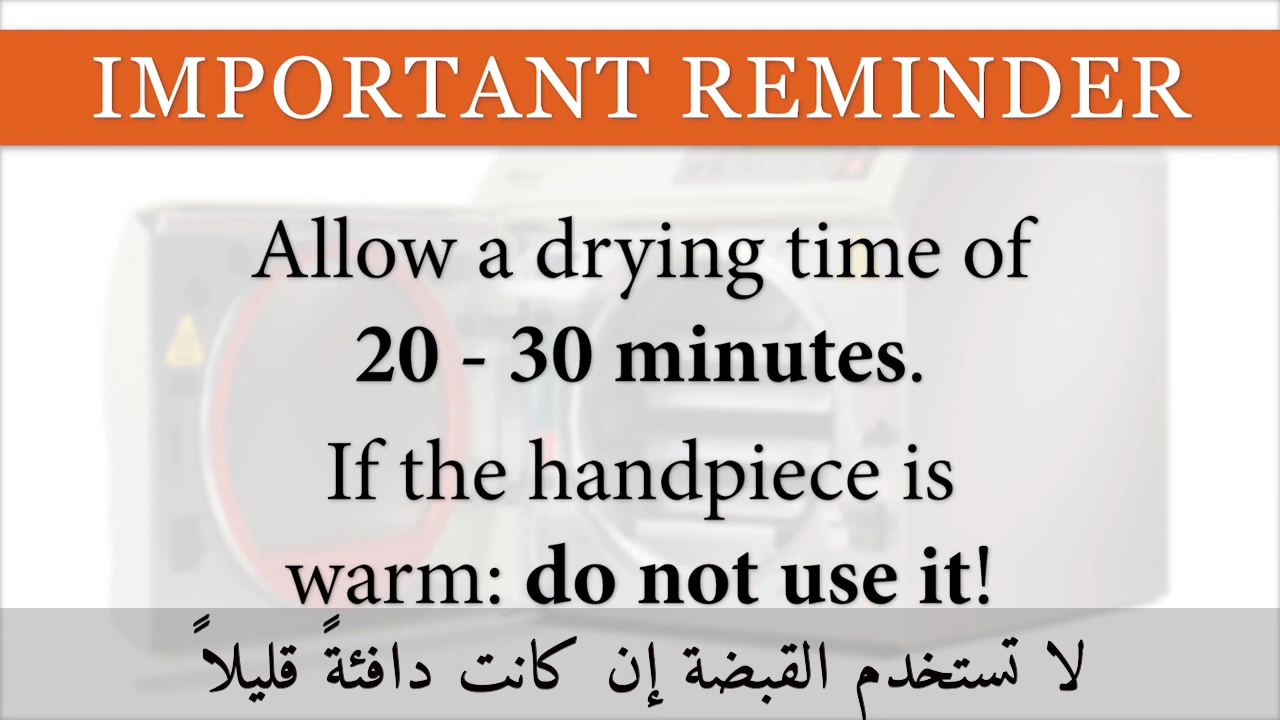 IMPORTANT REMINDER
Allow a drying time of
20 - 30 minutes.
If the handpiece is
warm: do not use it!
لا تستخدم القبضة إن كانت دافئةً قليلاً